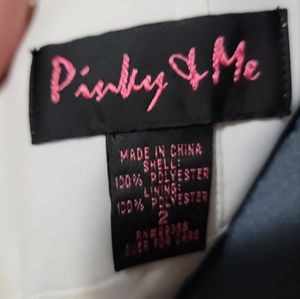 Pinky & Me
MADE IN CHINA
SHELL:
100% POLYESTER
LINING:
100% POLYESTER
2
OVER FOR CARE